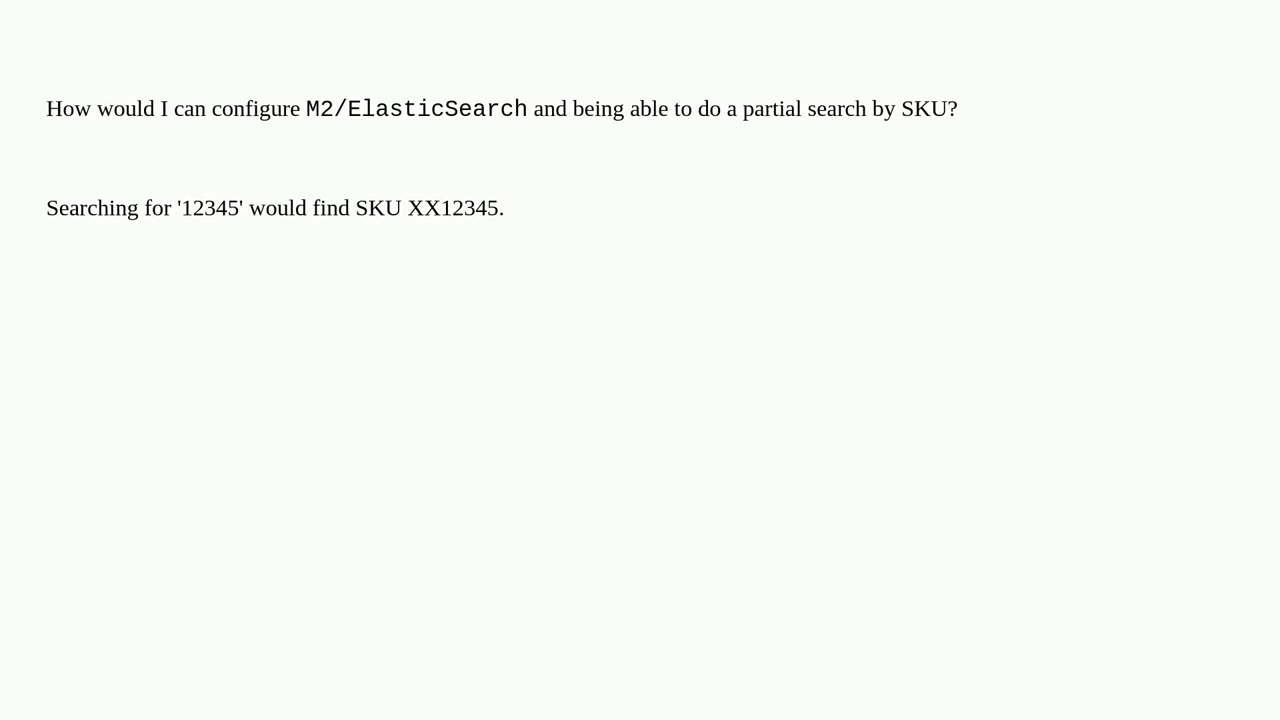 How would I can configure M2/ElasticSearch and being able to do a partial search by SKU?
Searching for '12345' would find SKU XX12345.